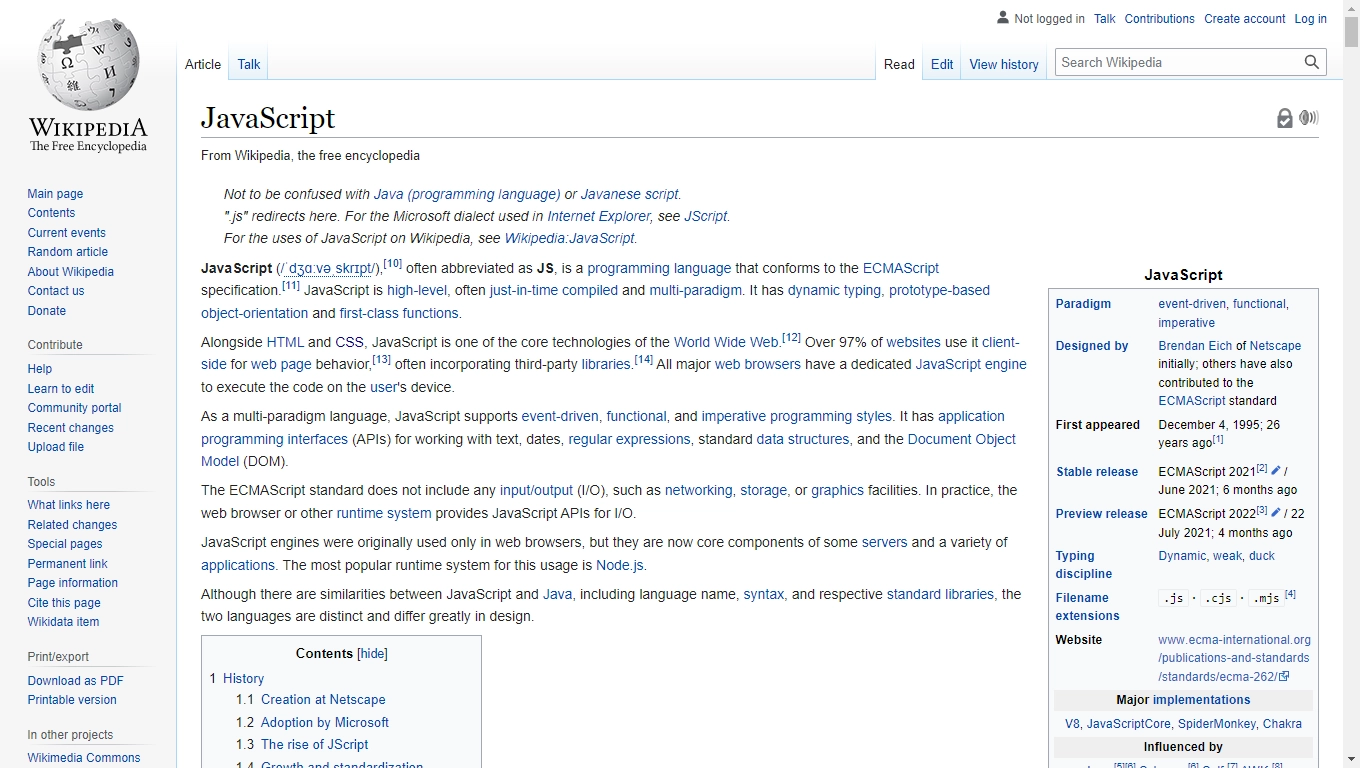 Not logged in Talk Contributions Create account Log in
Article Talk Read Edit View history Search Wikipedia
WIKIPEDIA
The Free Encyclopedia
Main page
Contents
Current events
Random article
About Wikipedia
Contact us
Donate
Contribute
Help
Learn to edit
Community portal
Recent changes
Upload file
Tools
What links here
Related changes
Special pages
Permanent link
Page information
Cite this page
Wikidata item
Print/export
Download as PDF
Printable version
In other projects
Wikimedia Commons
JavaScript
From Wikipedia, the free encyclopedia
Not to be confused with Java (programming language) or Javanese script.
".js" redirects here. For the Microsoft dialect used in Internet Explorer, see JScript.
For the uses of JavaScript on Wikipedia, see Wikipedia:JavaScript.
JavaScript (/ˈdʒɑːvəˌskrɪpt/),[10] often abbreviated as JS, is a programming language that conforms to the ECMAScript
specification.[11] JavaScript is high-level, often just-in-time compiled and multi-paradigm. It has dynamic typing, prototype-based
object-orientation and first-class functions.
Alongside HTML and CSS, JavaScript is one of the core technologies of the World Wide Web.[12] Over 97% of websites use it client-
side for web page behavior,[13] often incorporating third-party libraries.[14] All major web browsers have a dedicated JavaScript engine
to execute the code on the user's device.
As a multi-paradigm language, JavaScript supports event-driven, functional, and imperative programming styles. It has application
programming interfaces (APIs) for working with text, dates, regular expressions, standard data structures, and the Document Object
Model (DOM).
The ECMAScript standard does not include any input/output (I/O), such as networking, storage, or graphics facilities. In practice, the
web browser or other runtime system provides JavaScript APIs for I/O.
JavaScript engines were originally used only in web browsers, but they are now core components of some servers and a variety of
applications. The most popular runtime system for this usage is Node.js.
Although there are similarities between JavaScript and Java, including language name, syntax, and respective standard libraries, the
two languages are distinct and differ greatly in design.
Contents [hide]
1 History
1.1 Creation at Netscape
1.2 Adoption by Microsoft
1.3 The rise of JScript
1.4 Growth and standardization
JavaScript
Paradigm event-driven, functional,
imperative
Designed by Brendan Eich of Netscape
initially; others have also
contributed to the
ECMAScript standard
First appeared December 4, 1995; 26
years ago[1]
Stable release ECMAScript 2021[2] /
June 2021; 6 months ago
Preview release ECMAScript 2022[3] / 22
July 2021; 4 months ago
Typing Dynamic, weak, duck
discipline
Filename .js · .cjs · .mjs [4]
extensions
Website www.ecma-international.org
/publications-and-standards
/standards/ecma-262/
Major implementations
V8, JavaScriptCore, SpiderMonkey, Chakra
Influenced by